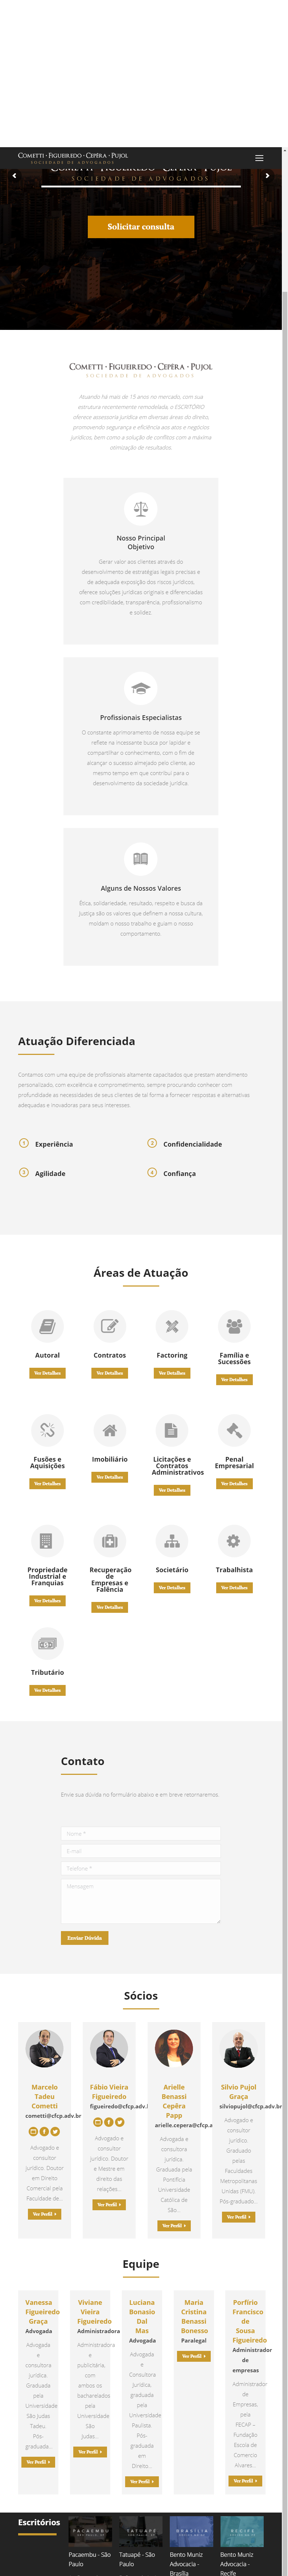 Cometti · Figueiredo · Cepêra · Pujol
SOCIEDADE DE ADVOGADOS
Cometti · Figueiredo · Cepêra · Pujol
SOCIEDADE DE ADVOGADOS
Solicitar consulta
Cometti · Figueiredo · Cepêra · Pujol
SOCIEDADE DE ADVOGADOS
Atuando há mais de 15 anos no mercado, com sua
estrutura recentemente remodelada, o ESCRITÓRIO
oferece assessoria jurídica em diversas áreas do direito,
promovendo segurança e eficiência aos atos e negócios
jurídicos, bem como a solução de conflitos com a máxima
otimização de resultados.
Nosso Principal
Objetivo
Gerar valor aos clientes através do
desenvolvimento de estratégias legais precisas e
de adequada exposição dos riscos jurídicos,
oferece soluções jurídicas originais e diferenciadas
com credibilidade, transparência, profissionalismo
e solidez.
Profissionais Especialistas
O constante aprimoramento de nossa equipe se
reflete na incessante busca por lapidar e
compartilhar o conhecimento, com o fim de
alcançar o sucesso almejado pelo cliente, ao
mesmo tempo em que contribui para o
desenvolvimento da sociedade.
Alguns de Nossos Valores
Ética, solidariedade, resultado, respeito e busca da
justiça são os valores que definem a nossa cultura,
moldam o nosso trabalho e guiam o nosso
comportamento.
Atuação Diferenciada
Contamos com uma equipe de profissionais altamente capacitados que prestam atendimento
personalizado, com excelência e comprometimento, sempre procurando conhecer com
profundidade as necessidades de seus clientes de tal forma a fornecer respostas e alternativas
adequadas e inovadoras para seus interesses.
1 Experiência
2 Confidencialidade
3 Agilidade
4 Confiança
Áreas de Atuação
Autoral
Ver Detalhes
Contratos
Ver Detalhes
Factoring
Ver Detalhes
Família e
Sucessões
Ver Detalhes
Fusões e
Aquisições
Ver Detalhes
Imobiliário
Ver Detalhes
Licitações e
Contratos
Administrativos
Ver Detalhes
Penal
Empresarial
Ver Detalhes
Propriedade
Industrial e
Franquias
Ver Detalhes
Recuperação
de
Empresas e
Falência
Ver Detalhes
Societário
Ver Detalhes
Trabalhista
Ver Detalhes
Tributário
Ver Detalhes
Contato
Envie sua dúvida no formulário abaixo e em breve retornaremos.
Nome *
E-mail
Telefone *
Mensagem
Enviar Dúvida
Sócios
Marcelo
Tadeu
Cometti
cometti@cfcp.adv.br
Advogado e
consultor
jurídico. Doutor
em Direito
Comercial pela
Faculdade de…
Ver Perfil
Fábio Vieira
Figueiredo
figueiredo@cfcp.adv.
Advogado e
consultor
jurídico. Doutor
e Mestre em
direito das
relações…
Ver Perfil
Arielle
Benassi
Cepêra
Papp
arielle.cepera@cfcp.a
Advogada e
consultora
jurídica.
Graduada pela
Pontifícia
Universidade
Católica de
São…
Ver Perfil
Silvio Pujol
Graça
silviopujol@cfcp.adv.br
Advogado e
consultor
jurídico.
Graduado
pelas
Faculdades
Metropolitanas
Unidas (FMU).
Pós-graduado…
Ver Perfil
Equipe
Vanessa
Figueiredo
Graça
Advogada
Advogada
e
consultora
jurídica.
Graduada
pela
Universidade
São Judas
Tadeu.
Pós-
graduada…
Ver Perfil
Viviane
Vieira
Figueiredo
Administradora
Administradora
e
publicitária,
com
ambos os
bacharelados
pela
Universidade
São
Judas…
Ver Perfil
Luciana
Bonasio
Dal
Mas
Advogada
Advogada
e
Consultora
Jurídica,
graduada
pela
Universidade
Paulista.
Pós-
graduada
em
Direito…
Ver Perfil
Maria
Cristina
Benassi
Bonesso
Paralegal
Ver Perfil
Porfírio
Francisco
de
Sousa
Figueiredo
Administrador
de
empresas
Administrador
de
Empresas,
pela
FECAP –
Fundação
Escola de
Comercio
Alvares…
Ver Perfil
Escritórios
PACAEMBU
Pacaembu - São
Paulo
TATUAPÉ
Tatuapé - São
Paulo
BRASÍLIA
Bento Muniz
Advocacia -
Brasília
RECIFE
Bento Muniz
Advocacia -
Recife